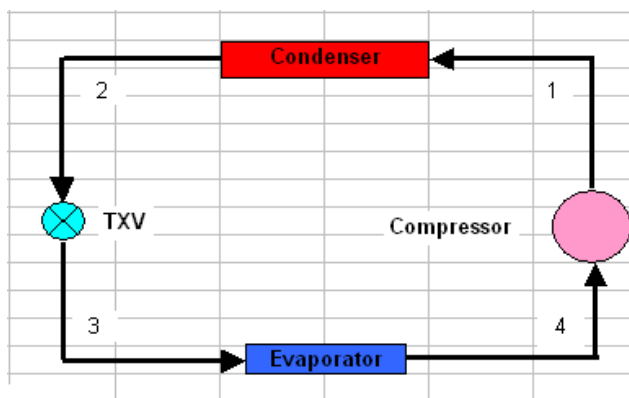 Condenser
2
1
TXV
Compressor
3
4
Evaporator